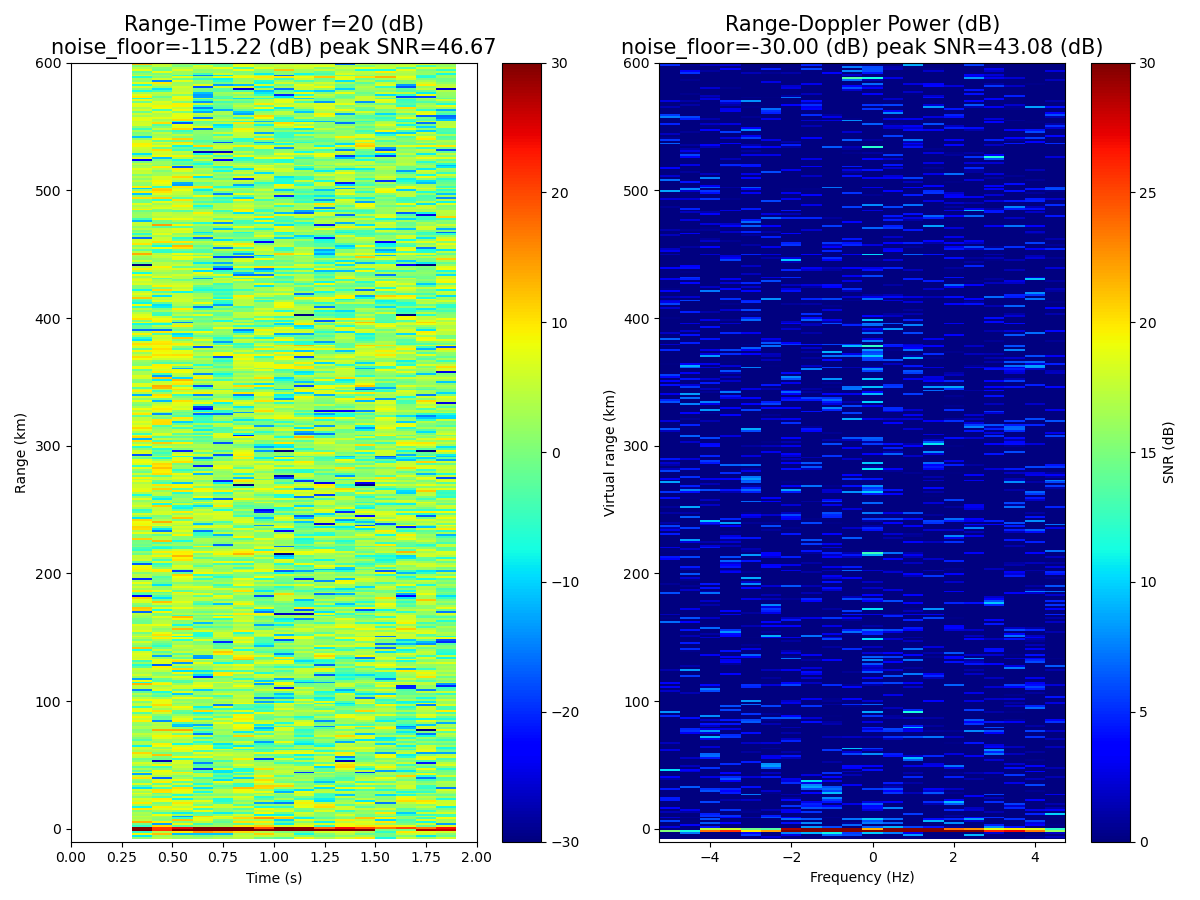 Range-Time Power f=20 (dB)
noise_floor=-115.22 (dB) peak SNR=46.67
600
500
400
300
200
100
0
Range (km)
0.00 0.25 0.50 0.75 1.00 1.25 1.50 1.75 2.00
Time (s)
30
20
10
0
−10
−20
−30
Range-Doppler Power (dB)
noise_floor=-30.00 (dB) peak SNR=43.08 (dB)
600
500
400
300
200
100
0
Virtual range (km)
−4 −2 0 2 4
Frequency (Hz)
30
25
20
15
10
5
0
SNR (dB)